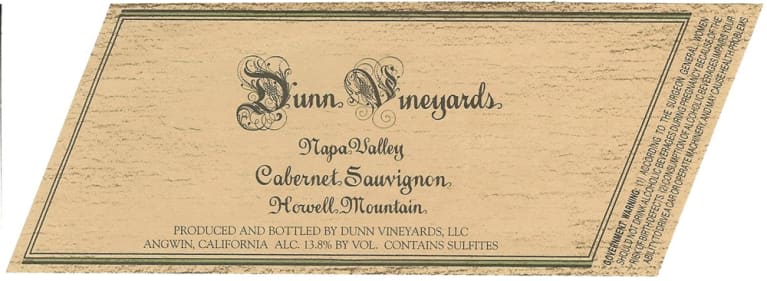 Dunn Vineyards
Napa Valley
Cabernet Sauvignon
Howell Mountain
PRODUCED AND BOTTLED BY DUNN VINEYARDS, LLC
ANGWIN, CALIFORNIA ALC. 13.8% BY VOL. CONTAINS SULFITES
GOVERNMENT WARNING: (1) ACCORDING TO THE SURGEON GENERAL, WOMEN
SHOULD NOT DRINK ALCOHOLIC BEVERAGES DURING PREGNANCY BECAUSE OF THE
RISK OF BIRTH DEFECTS. (2) CONSUMPTION OF ALCOHOLIC BEVERAGES IMPAIRS YOUR
ABILITY TO DRIVE A CAR OR OPERATE MACHINERY, AND MAY CAUSE HEALTH PROBLEMS.